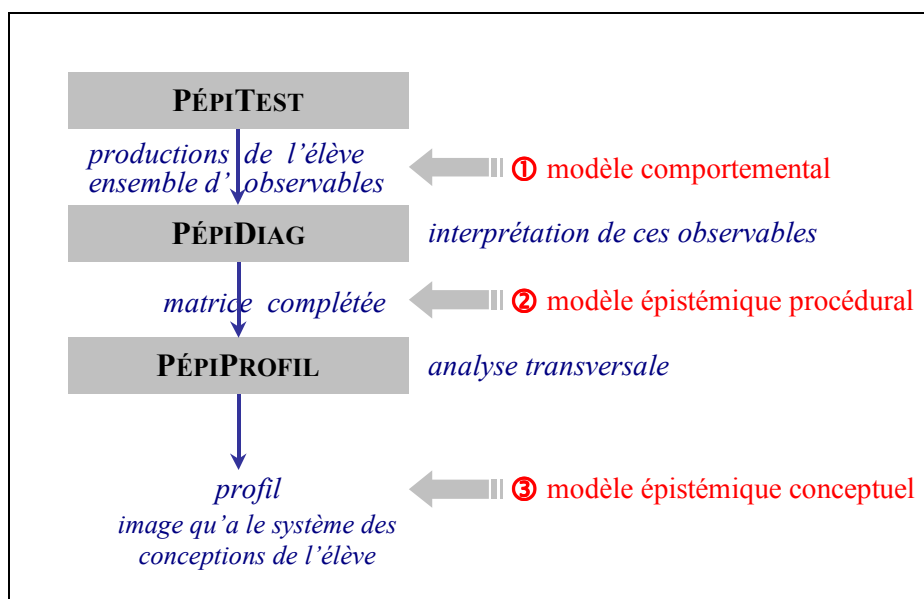 PÉPITEST
productions de l’élève
ensemble d’ observables
① modèle comportemental
PÉPIDIAG
interprétation de ces observables
matrice complétée
② modèle épistémique procédural
PÉPIPROFIL
analyse transversale
profil
③ modèle épistémique conceptuel
image qu’a le système des
conceptions de l’élève